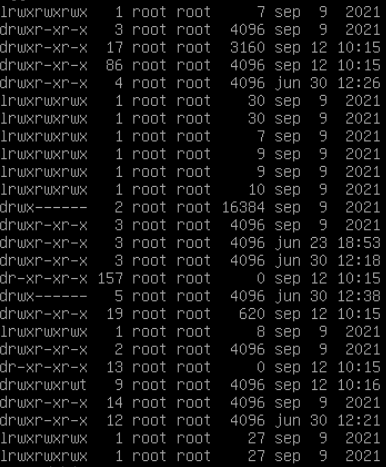 lrwxrwxrwx 1 root root 7 sep 9 2021
drwxr-xr-x 3 root root 4096 sep 9 2021
drwxr-xr-x 17 root root 3160 sep 12 10:15
drwxr-xr-x 86 root root 4096 sep 12 10:15
drwxr-xr-x 4 root root 4096 jun 30 12:26
lrwxrwxrwx 1 root root 30 sep 9 2021
lrwxrwxrwx 1 root root 30 sep 9 2021
lrwxrwxrwx 1 root root 7 sep 9 2021
lrwxrwxrwx 1 root root 9 sep 9 2021
lrwxrwxrwx 1 root root 9 sep 9 2021
lrwxrwxrwx 1 root root 10 sep 9 2021
drwx------ 2 root root 16384 sep 9 2021
drwxr-xr-x 3 root root 4096 sep 9 2021
drwxr-xr-x 3 root root 4096 jun 23 18:53
drwxr-xr-x 3 root root 4096 jun 30 12:18
dr-xr-xr-x 157 root root 0 sep 12 10:15
drwx------ 5 root root 4096 jun 30 12:38
drwxr-xr-x 19 root root 620 sep 12 10:15
lrwxrwxrwx 1 root root 8 sep 9 2021
drwxr-xr-x 2 root root 4096 sep 9 2021
dr-xr-xr-x 13 root root 0 sep 12 10:15
drwxrwxrwt 9 root root 4096 sep 12 10:16
drwxr-xr-x 14 root root 4096 sep 9 2021
drwxr-xr-x 12 root root 4096 jun 30 12:21
lrwxrwxrwx 1 root root 27 sep 9 2021
lrwxrwxrwx 1 root root 27 sep 9 2021